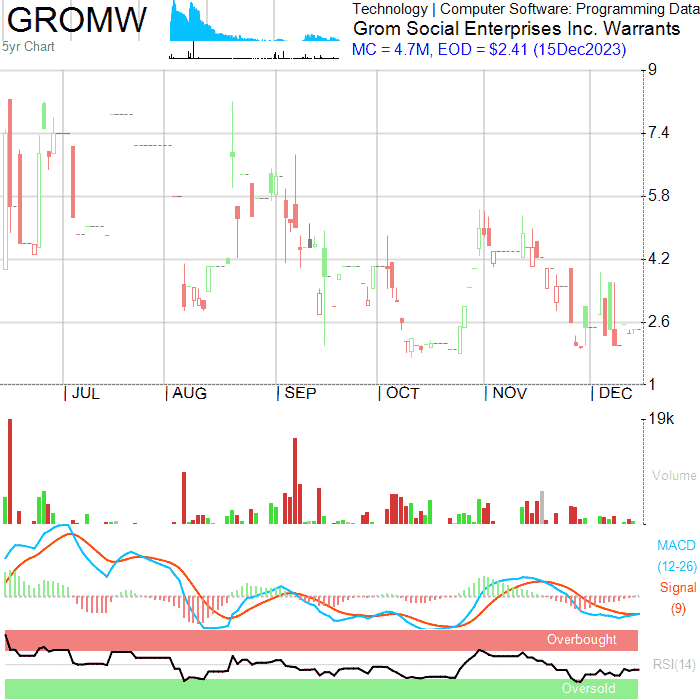 GROMW
5yr Chart
Technology | Computer Software: Programming Data
Grom Social Enterprises Inc. Warrants
MC = 4.7M, EOD = $2.41 (15Dec2023)
9
7.4
5.8
4.2
2.6
1
| JUL | AUG | SEP | OCT | NOV | DEC
19k
Volume
MACD
(12-26)
Signal
(9)
Overbought
RSI(14)
Oversold